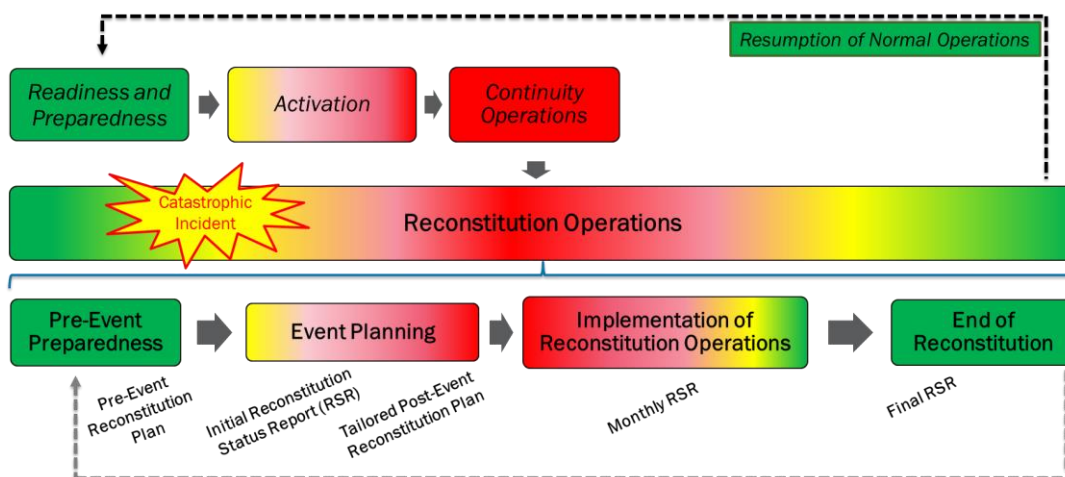 Resumption of Normal Operations
Readiness and
Preparedness
Activation
Continuity
Operations
Catastrophic
Incident
Reconstitution Operations
Pre-Event
Preparedness
Event Planning
Implementation of
Reconstitution Operations
End of
Reconstitution
Pre-Event
Reconstitution
Plan
Initial Reconstitution
Status Report (RSR)
Tailored Post-Event
Reconstitution Plan
Monthly RSR
Final RSR